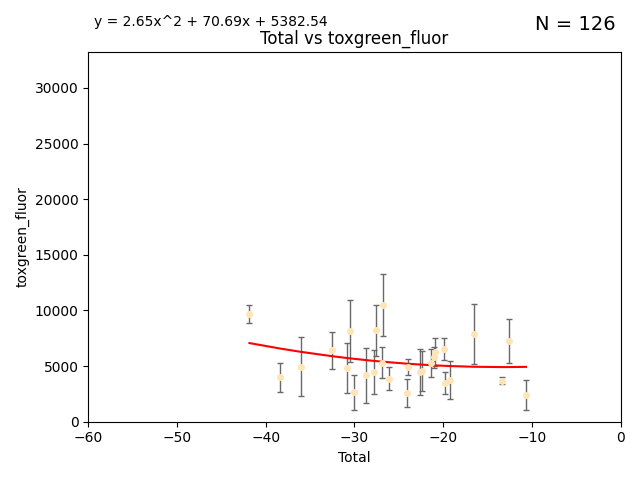 y = 2.65x^2 + 70.69x + 5382.54
N = 126
Total vs toxgreen_fluor
30000
25000
20000
15000
10000
5000
0
toxgreen_fluor
−60 −50 −40 −30 −20 −10 0
Total